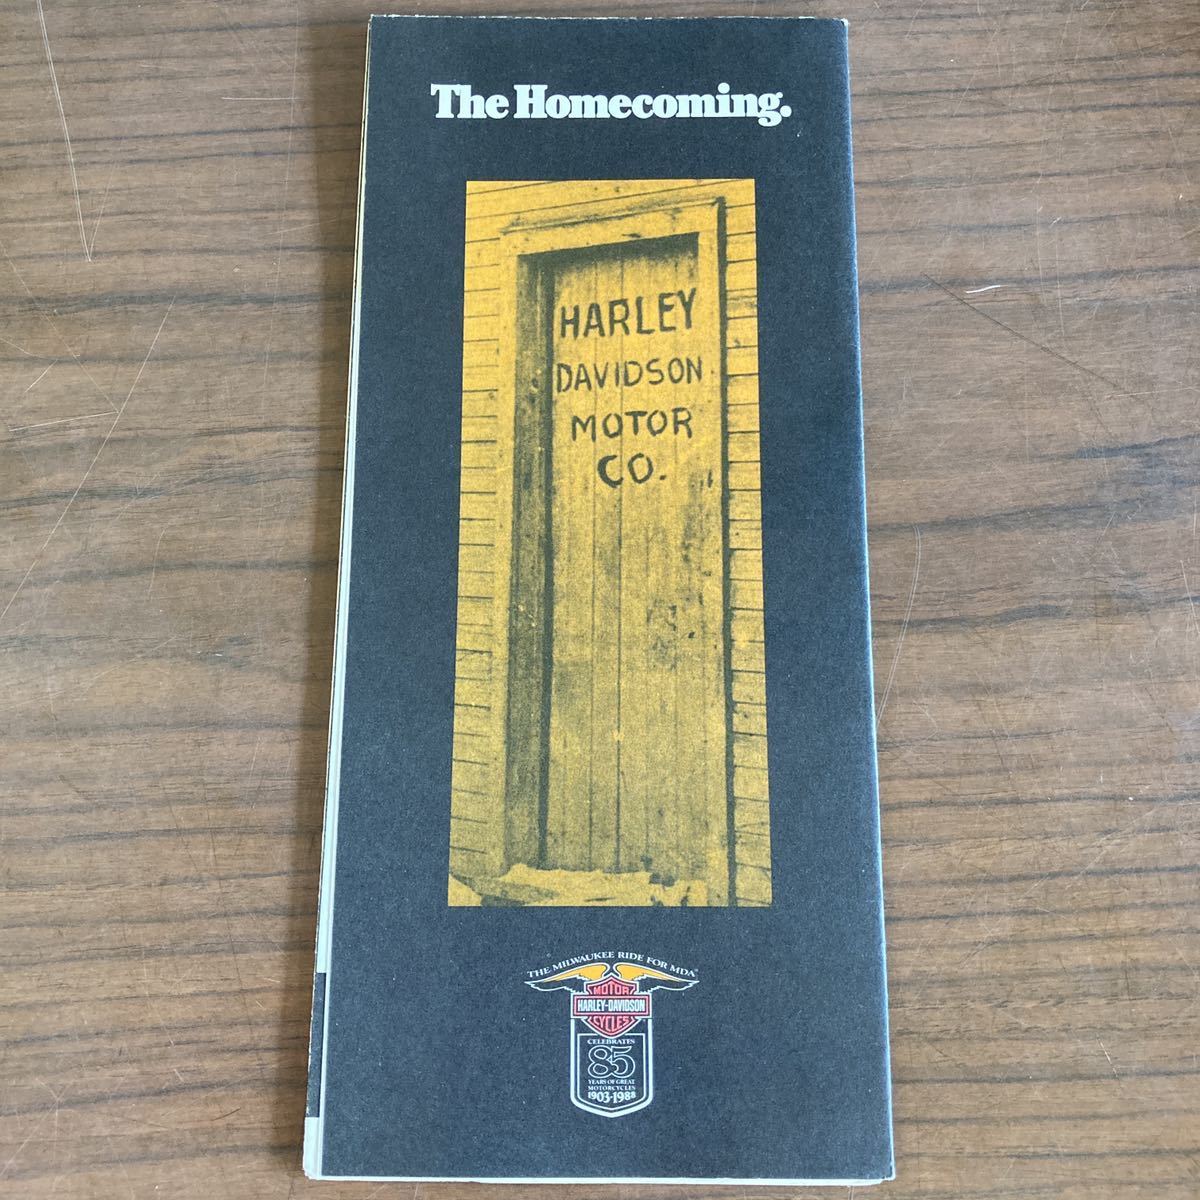 The Homecoming.
HARLEY
DAVIDSON
MOTOR
CO.
THE MILWAUKEE RIDE FOR MDA
MOTOR
HARLEY-DAVIDSON
CYCLES
CELEBRATES
85
YEARS OF GREAT
MOTORCYCLES
1903-1988